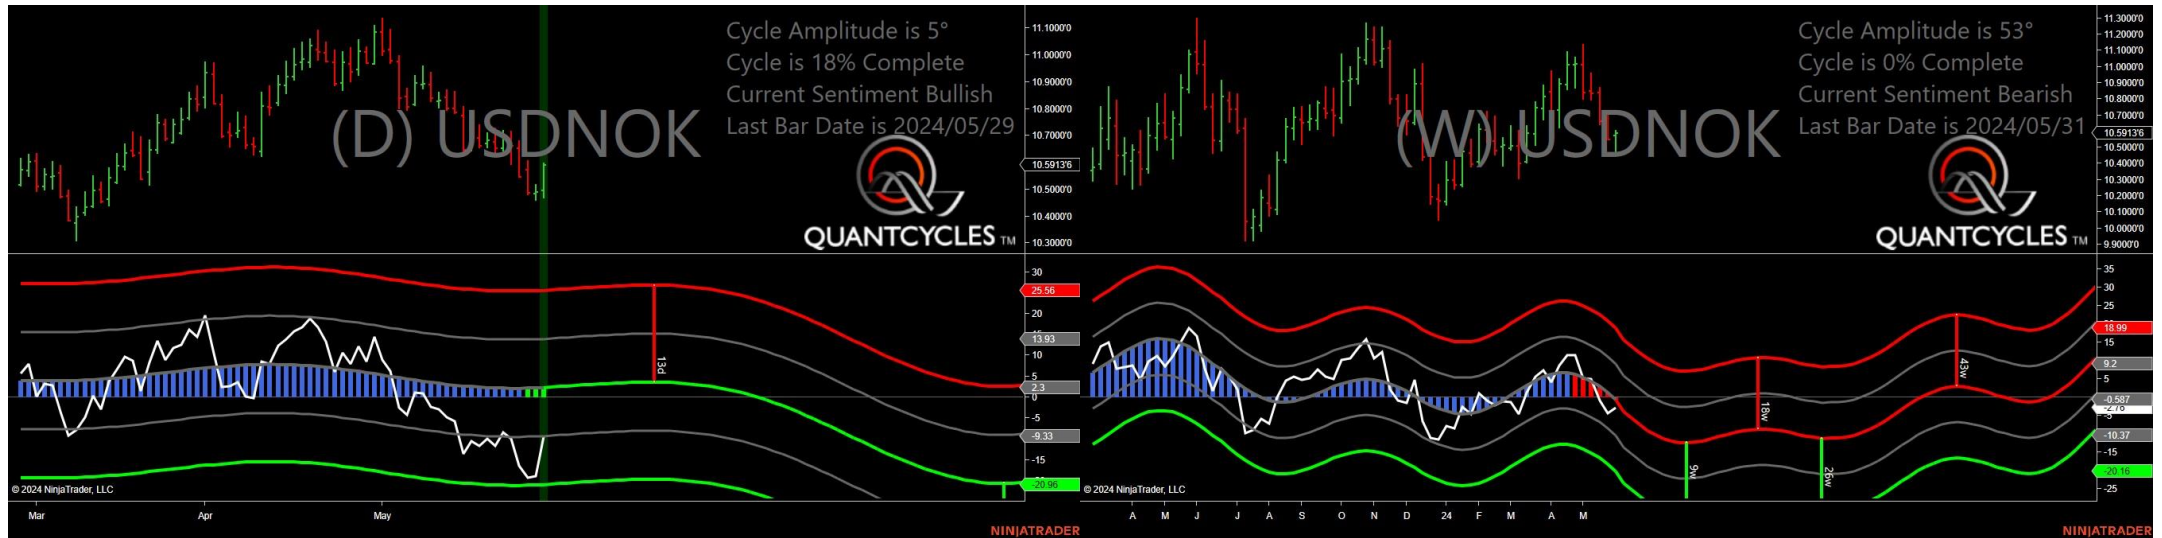 Cycle Amplitude is 5°
Cycle is 18% Complete
Current Sentiment Bullish
Last Bar Date is 2024/05/29
(D) USDNOK
QUANTCYCLES TM
11.1000'0
11.0000'0
10.9000'0
10.8000'0
10.7000'0
10.5913'6
10.5000'0
10.4000'0
10.3000'0
30
25.56
20
13.93
10
5
2.3
0
-5
-9.33
-15
-20.96
13d
© 2024 NinjaTrader, LLC
Mar Apr May
NINJATRADER
Cycle Amplitude is 53°
Cycle is 0% Complete
Current Sentiment Bearish
Last Bar Date is 2024/05/31
(W) USDNOK
QUANTCYCLES TM
11.3000'0
11.2000'0
11.1000'0
11.0000'0
10.9000'0
10.8000'0
10.7000'0
10.5913'6
10.5000'0
10.4000'0
10.3000'0
10.2000'0
10.1000'0
10.0000'0
9.9000'0
35
30
25
18.99
15
9.2
5
-0.587
-2.76
-5
-10.37
-15
-20.16
-25
9w
18w
26w
43w
© 2024 NinjaTrader, LLC
A M J J A S O N D 24 F M A M
NINJATRADER